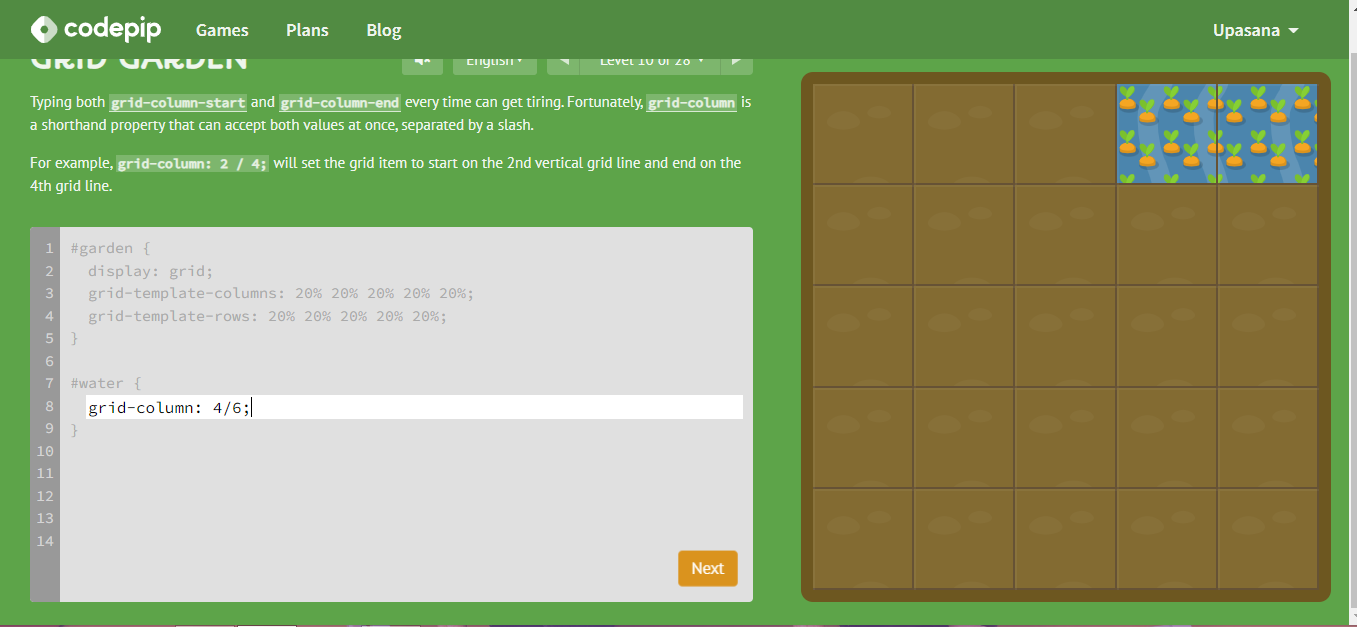 codepip
Games
Plans
Blog
Upasana
GRID GARDEN
English
Level 10 of 28
Typing both grid-column-start and grid-column-end every time can get tiring. Fortunately, grid-column is
a shorthand property that can accept both values at once, separated by a slash.
For example, grid-column: 2 / 4; will set the grid item to start on the 2nd vertical grid line and end on the
4th grid line.
1 #garden {
2 display: grid;
3 grid-template-columns: 20% 20% 20% 20% 20%;
4 grid-template-rows: 20% 20% 20% 20% 20%;
5 }
6
7 #water {
8 grid-column: 4/6;
9 }
10
11
12
13
14
Next